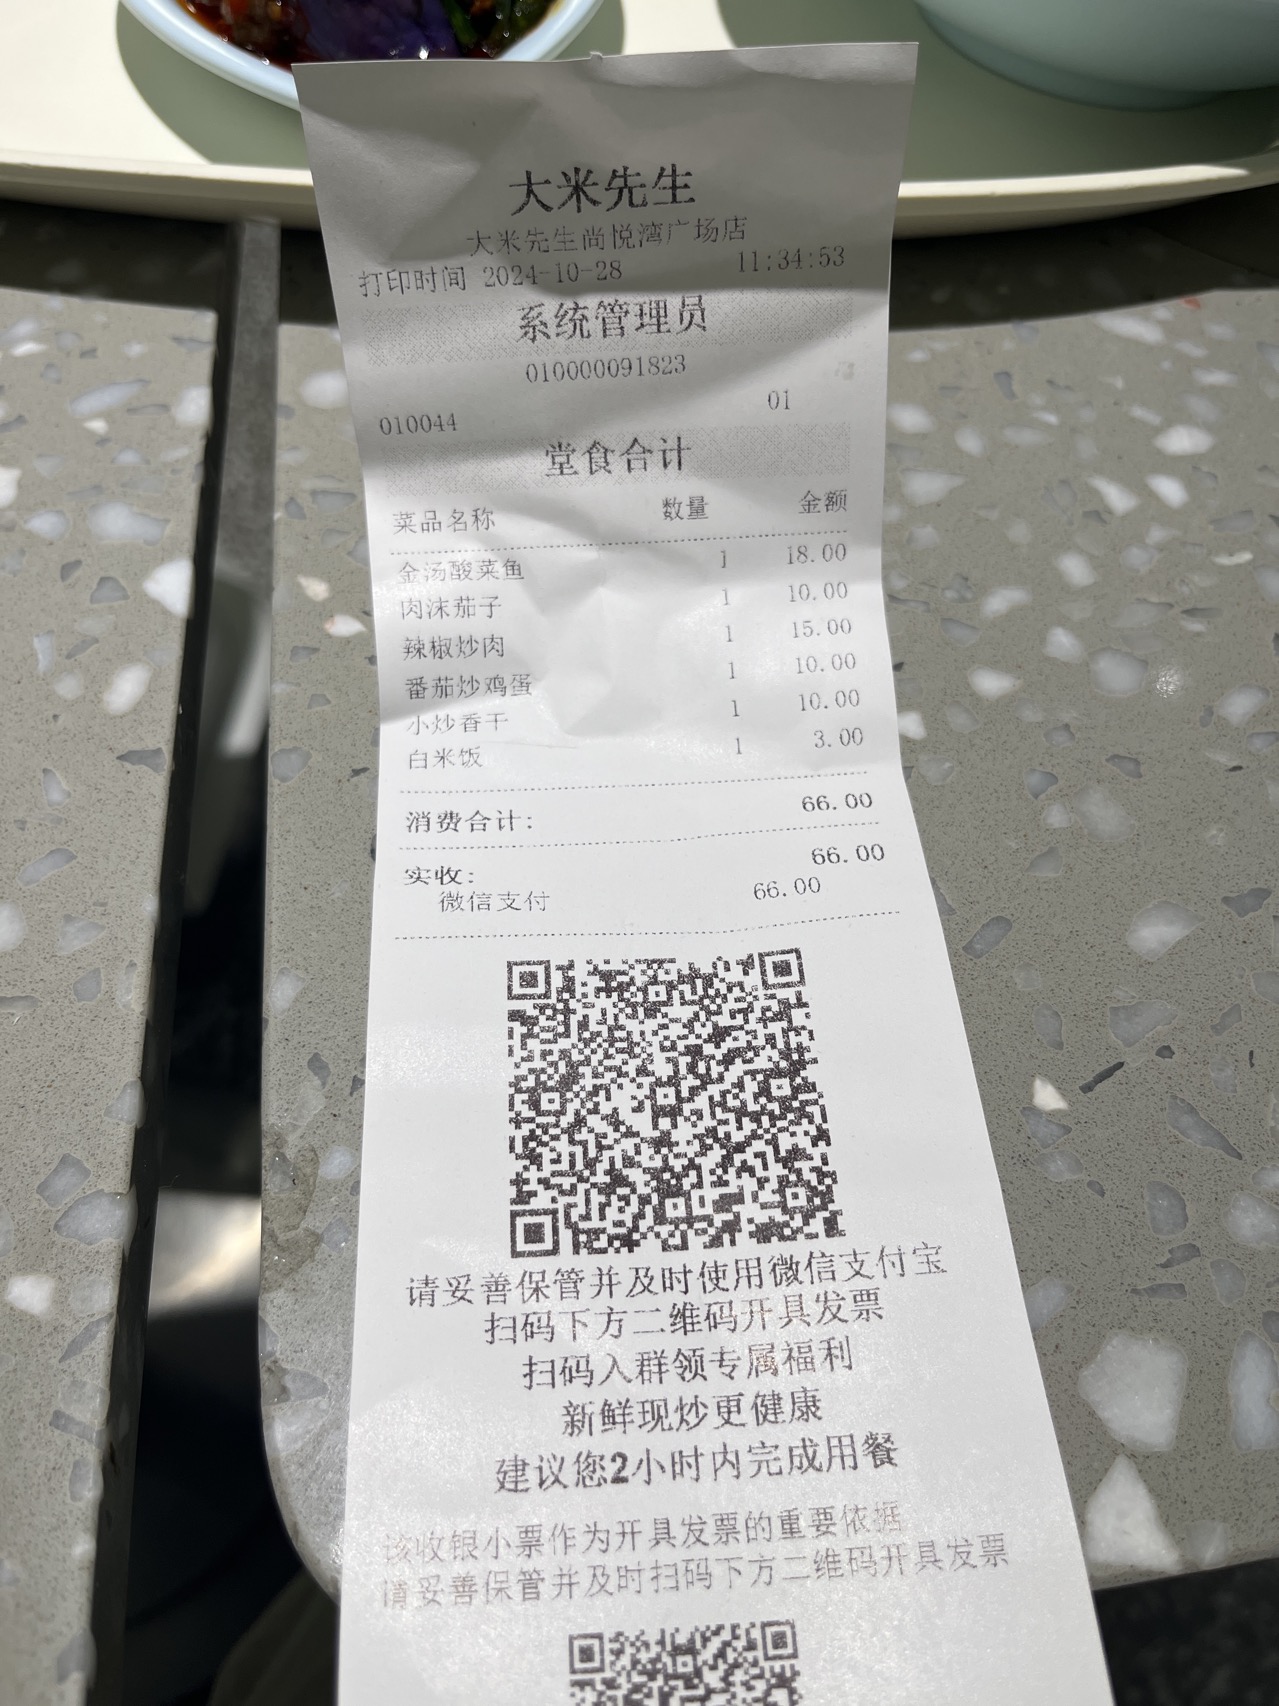 大米先生
大米先生尚悦湾广场店
打印时间 2024-10-28 11:34:53
系统管理员
010000091823
010044 01
堂食合计
菜品名称 数量 金额
金汤酸菜鱼 1 18.00
肉沫茄子 1 10.00
辣椒炒肉 1 15.00
番茄炒鸡蛋 1 10.00
小炒香干 1 10.00
白米饭 1 3.00
消费合计: 66.00
实收: 66.00
微信支付 66.00
请妥善保管并及时使用微信支付宝
扫码下方二维码开具发票
扫码入群领专属福利
新鲜现炒更健康
建议您2小时内完成用餐
该收银小票作为开具发票的重要依据
请妥善保管并及时扫码下方二维码开具发票